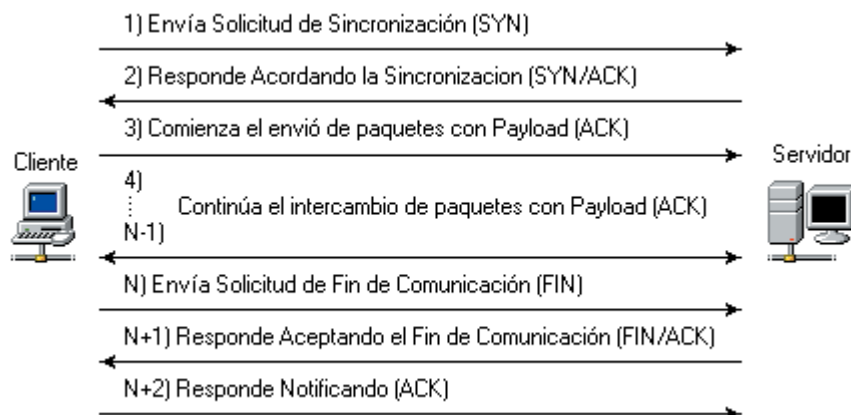 1) Envía Solicitud de Sincronización (SYN)
2) Responde Acordando la Sincronizacion (SYN/ACK)
3) Comienza el envió de paquetes con Payload (ACK)
Cliente
Servidor
4)
Continúa el intercambio de paquetes con Payload (ACK)
N-1)
N) Envía Solicitud de Fin de Comunicación (FIN)
N+1) Responde Aceptando el Fin de Comunicación (FIN/ACK)
N+2) Responde Notificando (ACK)